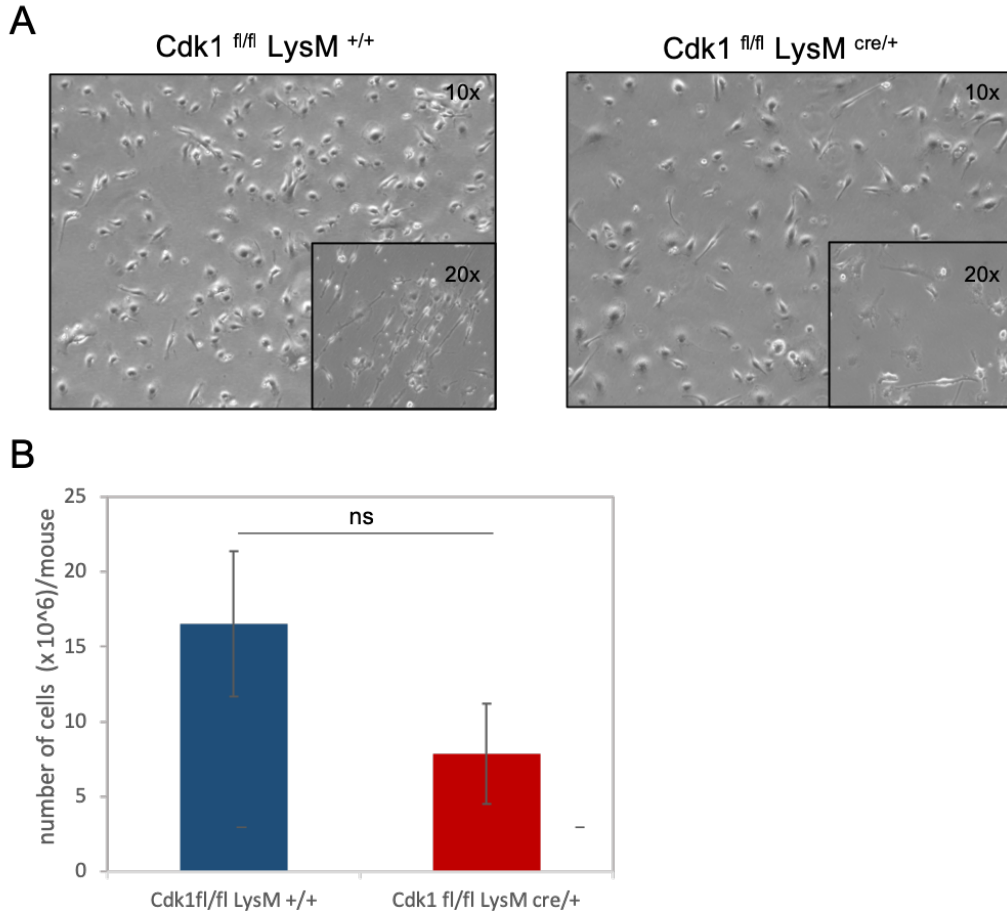 A
Cdk1 fl/fl LysM +/+
Cdk1 fl/fl LysM cre/+
10x
20x
10x
20x
B
number of cells (x10^6)/mouse
25
20
15
10
5
0
ns
Cdk1fl/fl LysM +/+
Cdk1 fl/fl LysM cre/+